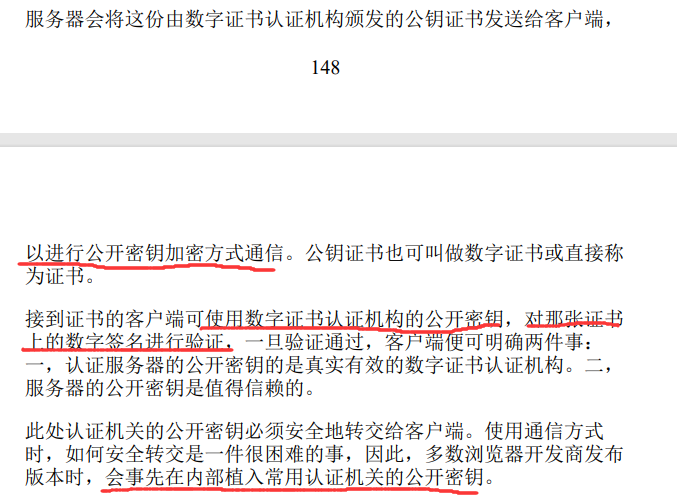 服务器会将这份由数字证书认证机构颁发的公钥证书发送给客户端，
148
以进行公开密钥加密方式通信。公钥证书也可叫做数字证书或直接称
为证书。
接到证书的客户端可使用数字证书认证机构的公开密钥，对那张证书
上的数字签名进行验证，一旦验证通过，客户端便可明确两件事：
一，认证服务器的公开密钥的是真实有效的数字证书认证机构。二，
服务器的公开密钥是值得信赖的。
此处认证机关的公开密钥必须安全地转交给客户端。使用通信方式
时，如何安全转交是一件很困难的事，因此，多数浏览器开发商发布
版本时，会事先在内部植入常用认证机关的公开密钥。